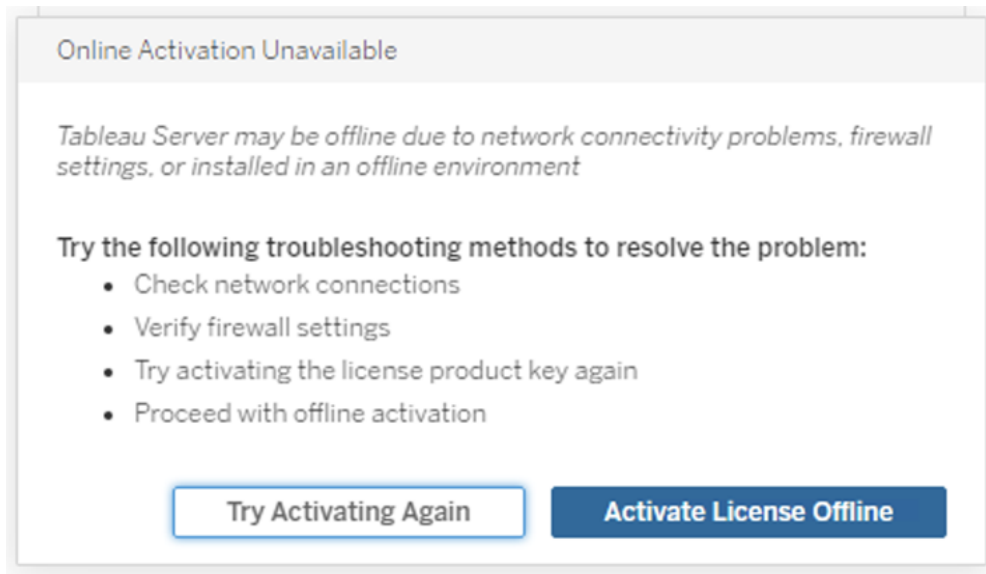 Online Activation Unavailable
Tableau Server may be offline due to network connectivity problems, firewall
settings, or installed in an offline environment
Try the following troubleshooting methods to resolve the problem:
• Check network connections
• Verify firewall settings
• Try activating the license product key again
• Proceed with offline activation
Try Activating Again
Activate License Offline